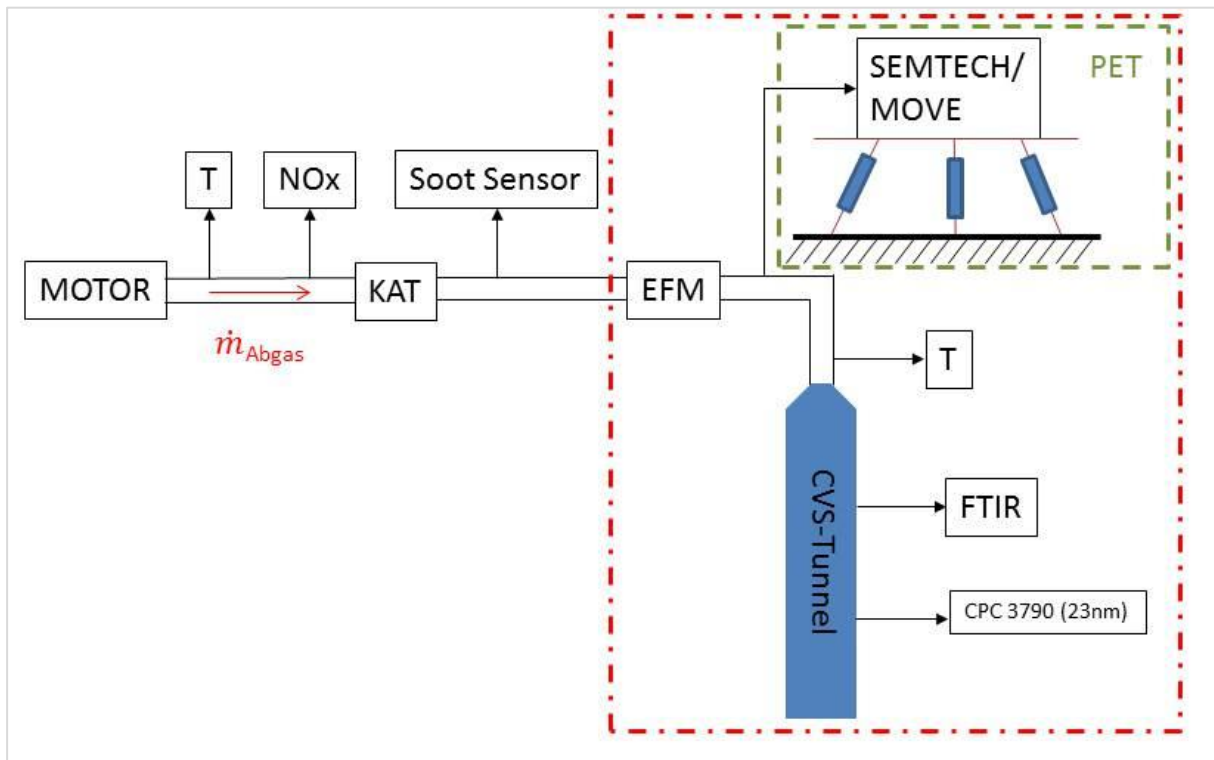 SEMTECH/
MOVE
PET
T
NOx
Soot Sensor
MOTOR
KAT
EFM
ṁAbgas
T
CVS-Tunnel
FTIR
CPC 3790 (23nm)